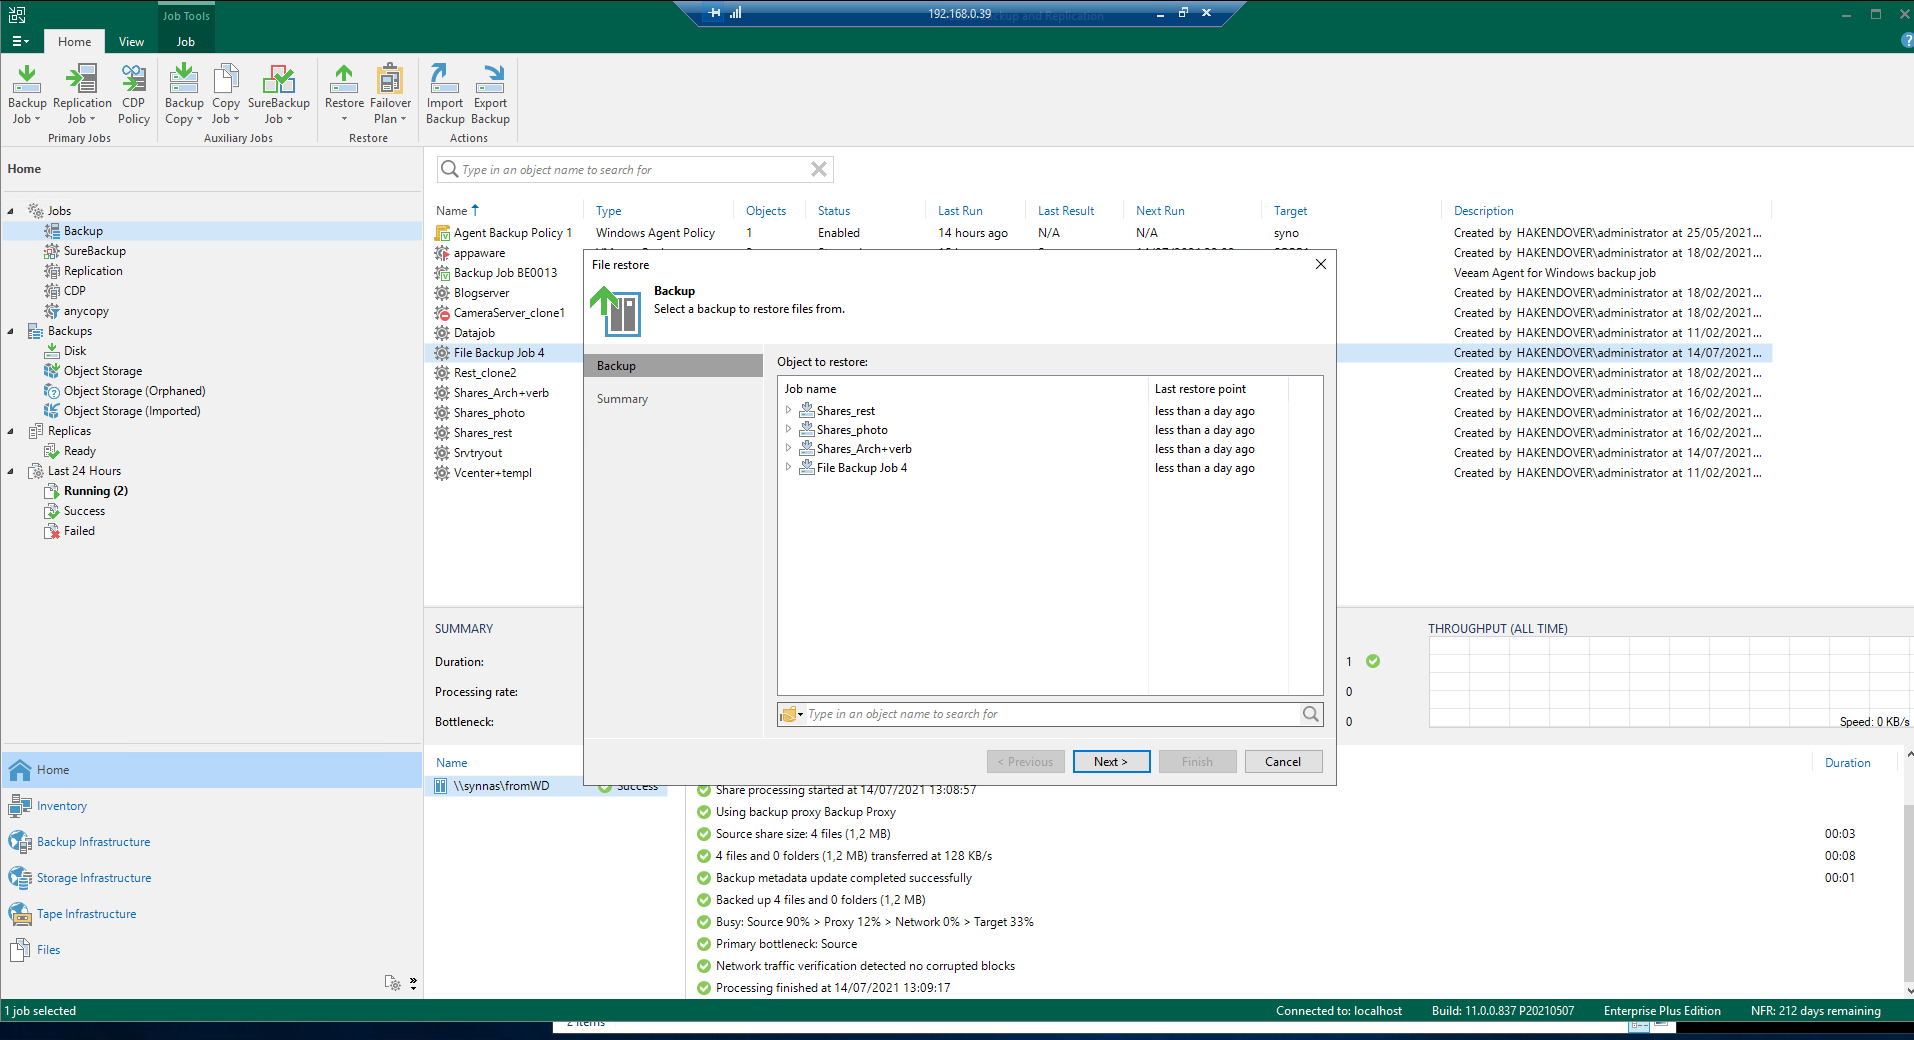 Job Tools
192.168.0.39
ckup and Replication
Home
View
Job
Backup Job
Replication Job
CDP Policy
Backup Copy
Copy Job
SureBackup Job
Restore
Failover Plan
Import Backup
Export Backup
Primary Jobs
Auxiliary Jobs
Restore
Actions
Home
Jobs
Backup
SureBackup
Replication
CDP
anycopy
Backups
Disk
Object Storage
Object Storage (Orphaned)
Object Storage (Imported)
Replicas
Ready
Last 24 Hours
Running (2)
Success
Failed
Home
Inventory
Backup Infrastructure
Storage Infrastructure
Tape Infrastructure
Files
Type in an object name to search for
Name Type Objects Status Last Run Last Result Next Run Target Description
Agent Backup Policy 1 Windows Agent Policy 1 Enabled 14 hours ago N/A N/A syno Created by HAKENDOVER\administrator at 25/05/2021...
appaware Created by HAKENDOVER\administrator at 18/02/2021...
Backup Job BE0013 Veeam Agent for Windows backup job
Blogserver Created by HAKENDOVER\administrator at 18/02/2021...
CameraServer_clone1 Created by HAKENDOVER\administrator at 18/02/2021...
Datajob Created by HAKENDOVER\administrator at 11/02/2021...
File Backup Job 4 Created by HAKENDOVER\administrator at 14/07/2021...
Rest_clone2 Created by HAKENDOVER\administrator at 18/02/2021...
Shares_Arch+verb Created by HAKENDOVER\administrator at 16/02/2021...
Shares_photo Created by HAKENDOVER\administrator at 16/02/2021...
Shares_rest Created by HAKENDOVER\administrator at 16/02/2021...
Srvtryout Created by HAKENDOVER\administrator at 14/07/2021...
Vcenter+templ Created by HAKENDOVER\administrator at 11/02/2021...
File restore
Backup
Select a backup to restore files from.
Backup
Summary
Object to restore:
Job name Last restore point
Shares_rest less than a day ago
Shares_photo less than a day ago
Shares_Arch+verb less than a day ago
File Backup Job 4 less than a day ago
Type in an object name to search for
< Previous Next > Finish Cancel
SUMMARY
Duration:
Processing rate:
Bottleneck:
1
0
0
THROUGHPUT (ALL TIME)
Speed: 0 KB/s
Name Duration
\\synnas\fromWD Success
Share processing started at 14/07/2021 13:08:57
Using backup proxy Backup Proxy
Source share size: 4 files (1,2 MB) 00:03
4 files and 0 folders (1,2 MB) transferred at 128 KB/s 00:08
Backup metadata update completed successfully 00:01
Backed up 4 files and 0 folders (1,2 MB)
Busy: Source 90% > Proxy 12% > Network 0% > Target 33%
Primary bottleneck: Source
Network traffic verification detected no corrupted blocks
Processing finished at 14/07/2021 13:09:17
1 job selected
Connected to: localhost Build: 11.0.0.837 P20210507 Enterprise Plus Edition NFR: 212 days remaining
2 items